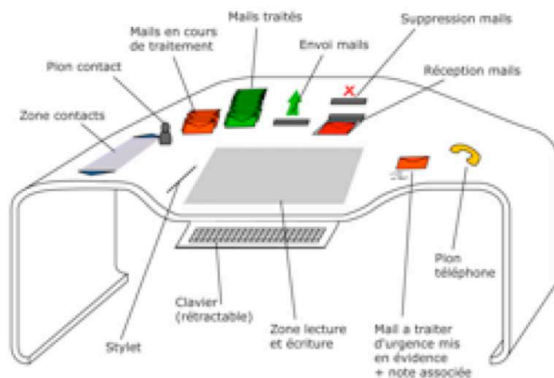 Mails traités
Suppression mails
Mails en cours
de traitement
Envoi mails
Pion contact
Réception mails
Zone contacts
Pion
téléphone
Clavier
(rétractable)
Zone lecture
et écriture
Stylet
Mail a traiter
d'urgence mis
en évidence
+ note associée